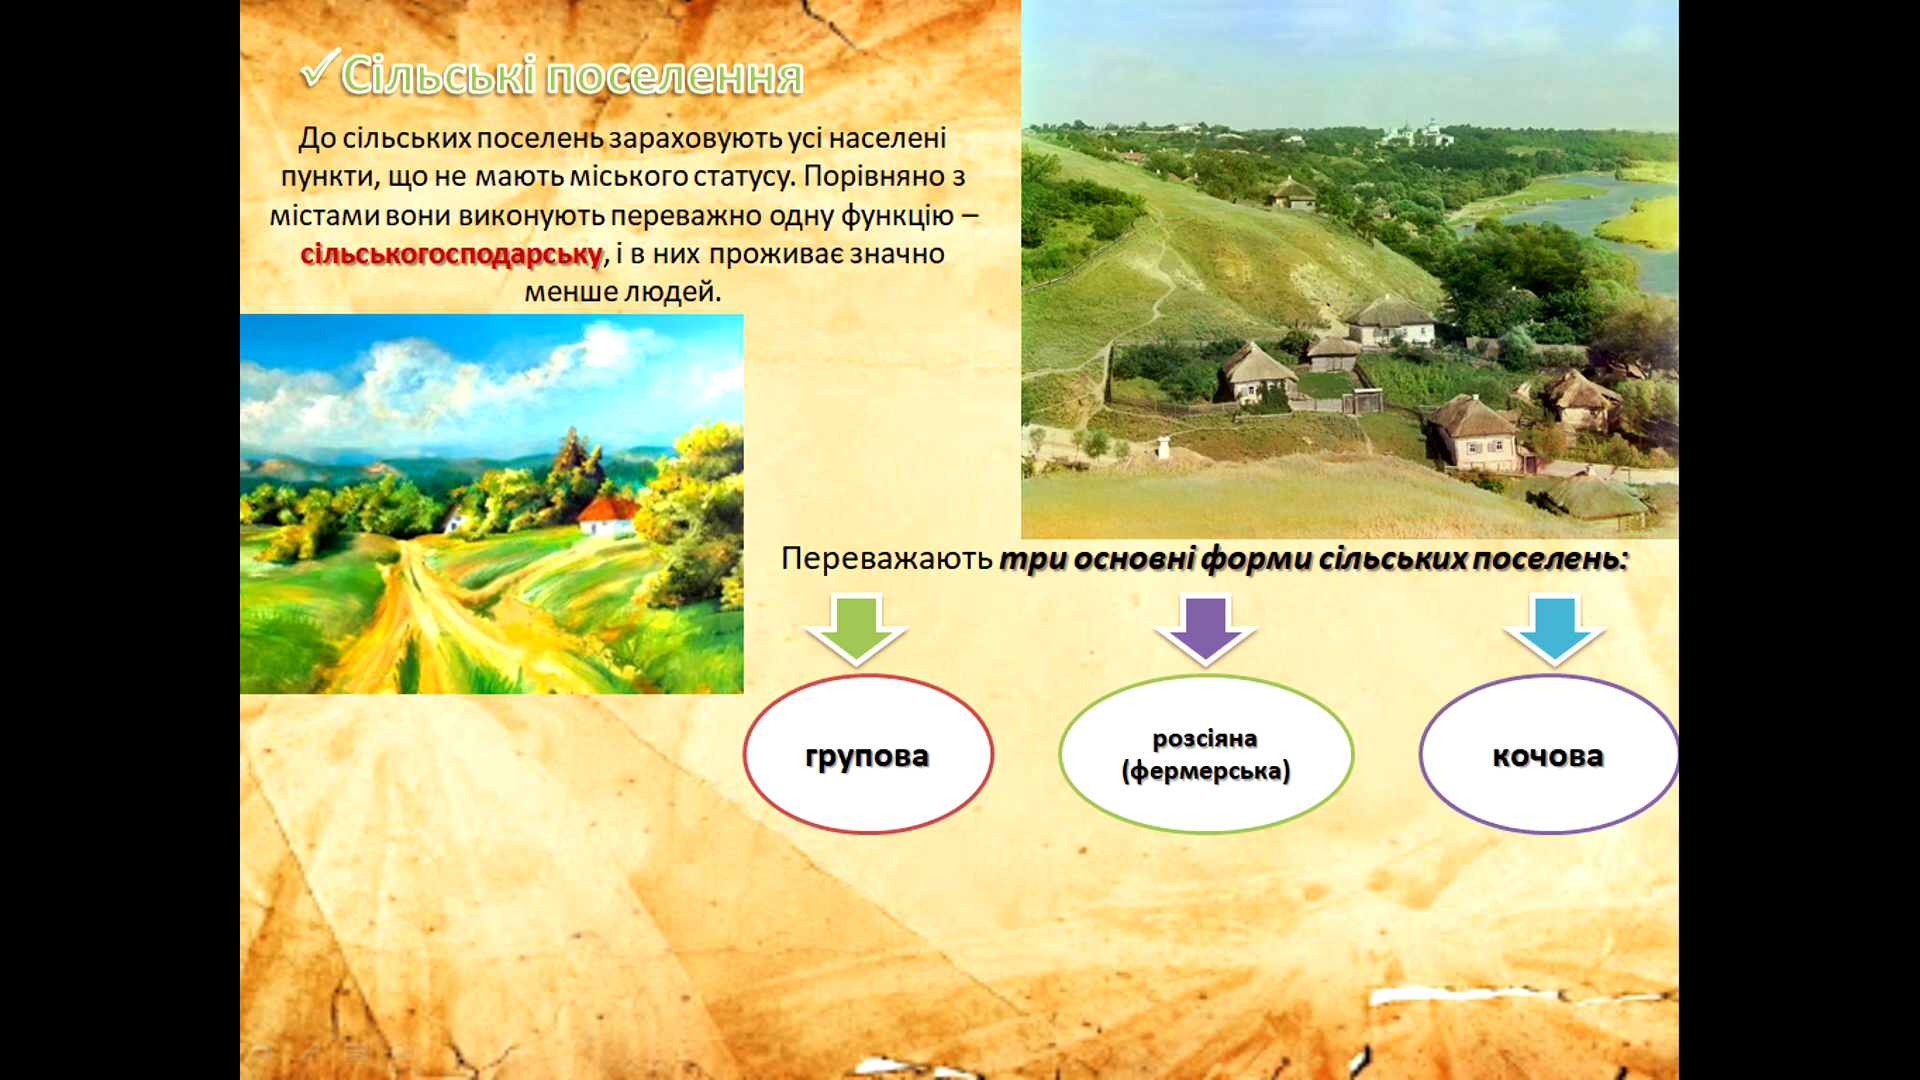 Сільські поселення
До сільських поселень зараховують усі населені
пункти, що не мають міського статусу. Порівняно з
містами вони виконують переважно одну функцію –
сільськогосподарську, і в них проживає значно
менше людей.
Переважають три основні форми сільських поселень:
групова
розсіяна
(фермерська)
кочова